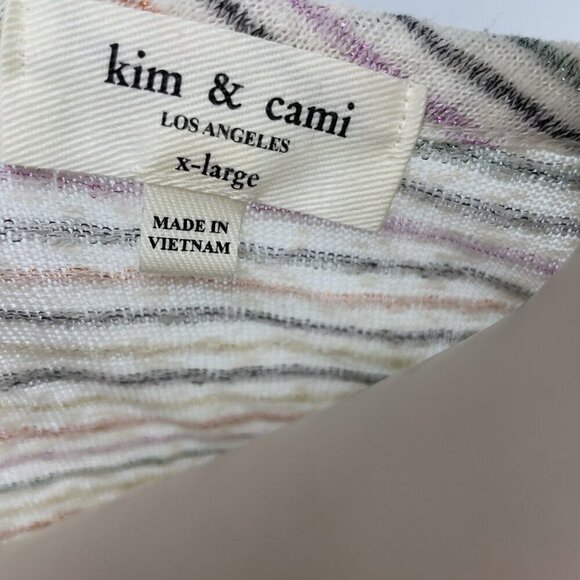 kim & cami
LOS ANGELES
x-large
MADE IN
VIETNAM